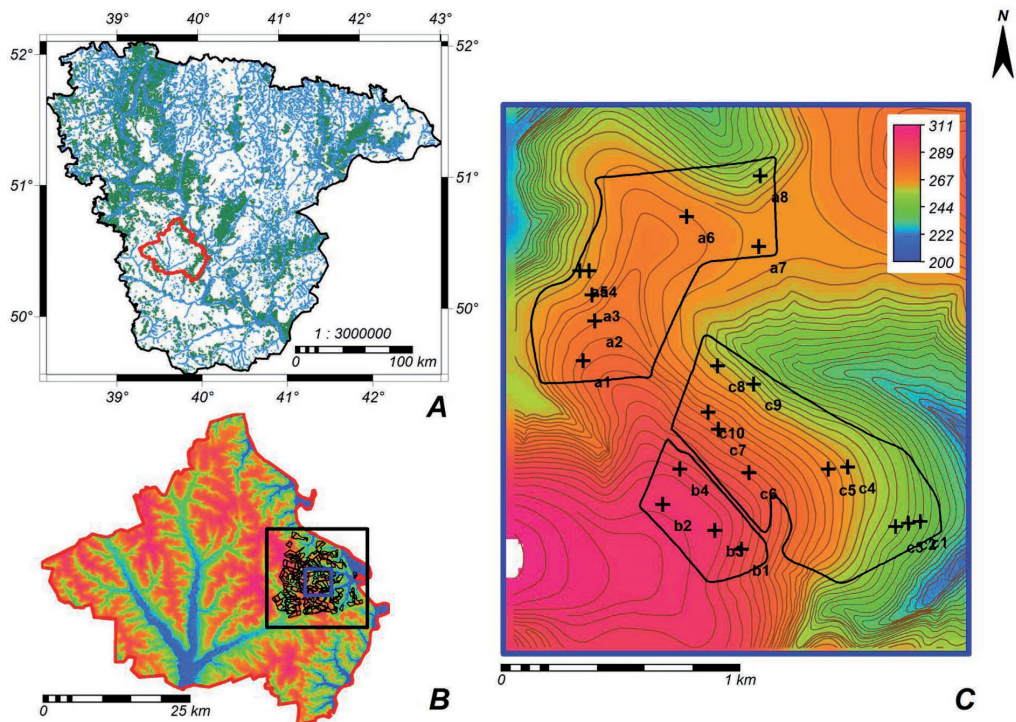 39° 40° 41° 42° 43°
52° 52°
51° 51°
50° 50°
1 : 3000000
0 100 km
39° 40° 41° 42°
A
N
311
289
267
244
222
200
a8
a6
a7
a5 a4
a3
a2
a1
c8
c9
c10
c7
b4
c6
c5 c4
b2
b3
b1
c3 c2 c1
0 1 km
C
0 25 km
B